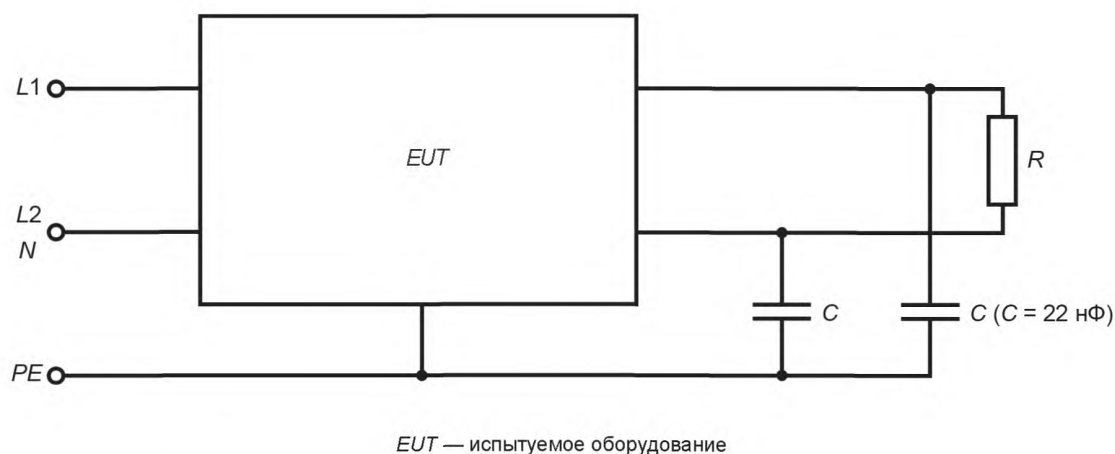 L1
EUT
R
L2
N
C
C (C = 22 нФ)
PE
EUT — испытуемое оборудование